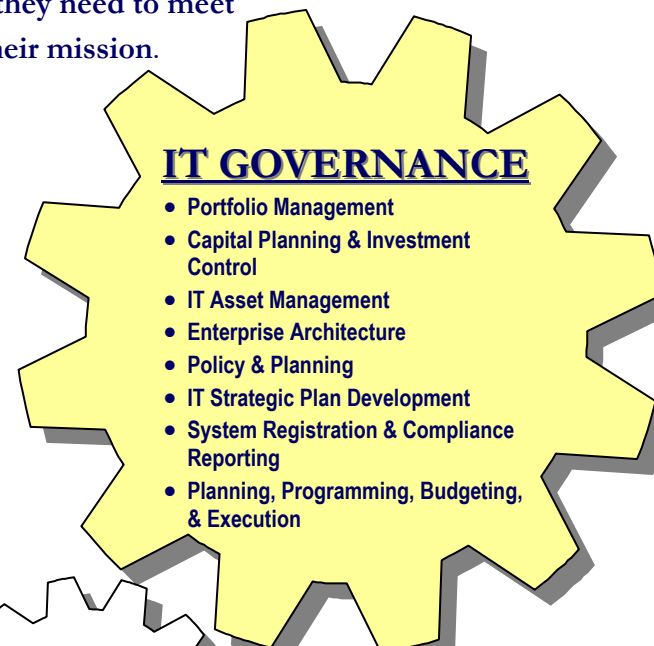 they need to meet
their mission.
IT GOVERNANCE
• Portfolio Management
• Capital Planning & Investment
Control
• IT Asset Management
• Enterprise Architecture
• Policy & Planning
• IT Strategic Plan Development
• System Registration & Compliance
Reporting
• Planning, Programming, Budgeting,
& Execution